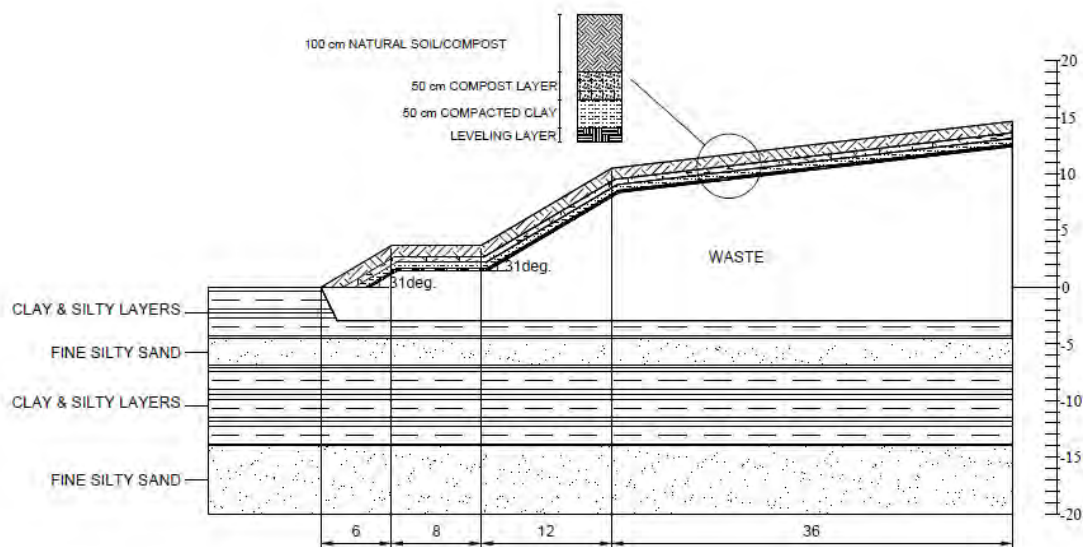 100 cm NATURAL SOIL/COMPOST
50 cm COMPOST LAYER
50 cm COMPACTED CLAY
LEVELING LAYER
20
15
10
5
0
-5
-10
-15
-20
WASTE
31deg.
31deg.
CLAY & SILTY LAYERS
FINE SILTY SAND
CLAY & SILTY LAYERS
FINE SILTY SAND
6
8
12
36